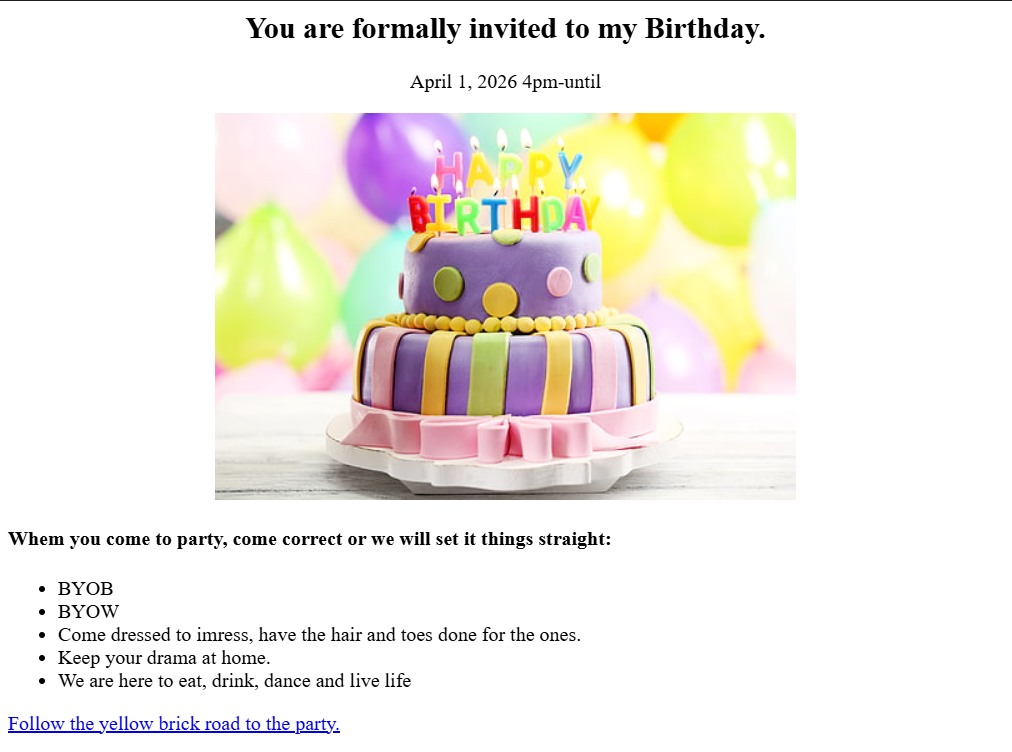 You are formally invited to my Birthday.
April 1, 2026 4pm-until
HAPPY
BIRTHDAY
Whem you come to party, come correct or we will set it things straight:
BYOB
BYOW
Come dressed to imress, have the hair and toes done for the ones.
Keep your drama at home.
We are here to eat, drink, dance and live life
Follow the yellow brick road to the party.